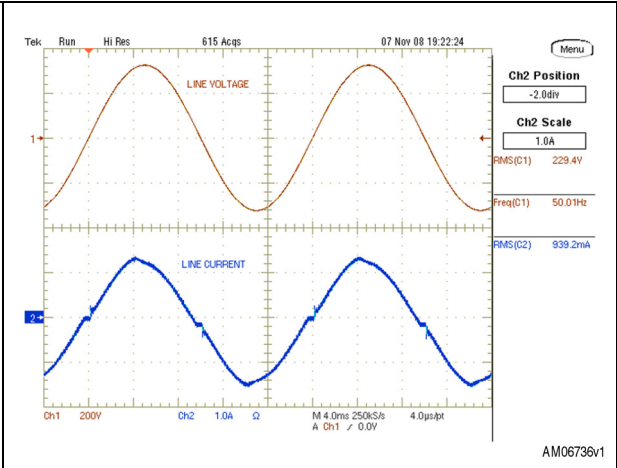 Tek Run Hi Res 615 Acqs 07 Nov 08 19:22:24
Menu
Ch2 Position
-2.0div
Ch2 Scale
1.0A
LINE VOLTAGE
1
RMS(C1) 229.4V
Freq(C1) 50.01Hz
RMS(C2) 939.2mA
LINE CURRENT
2
Ch1 200V Ch2 1.0A Ω M 4.0ms 250kS/s 4.0µs/pt
A Ch1 / 0.0V
AM06736v1